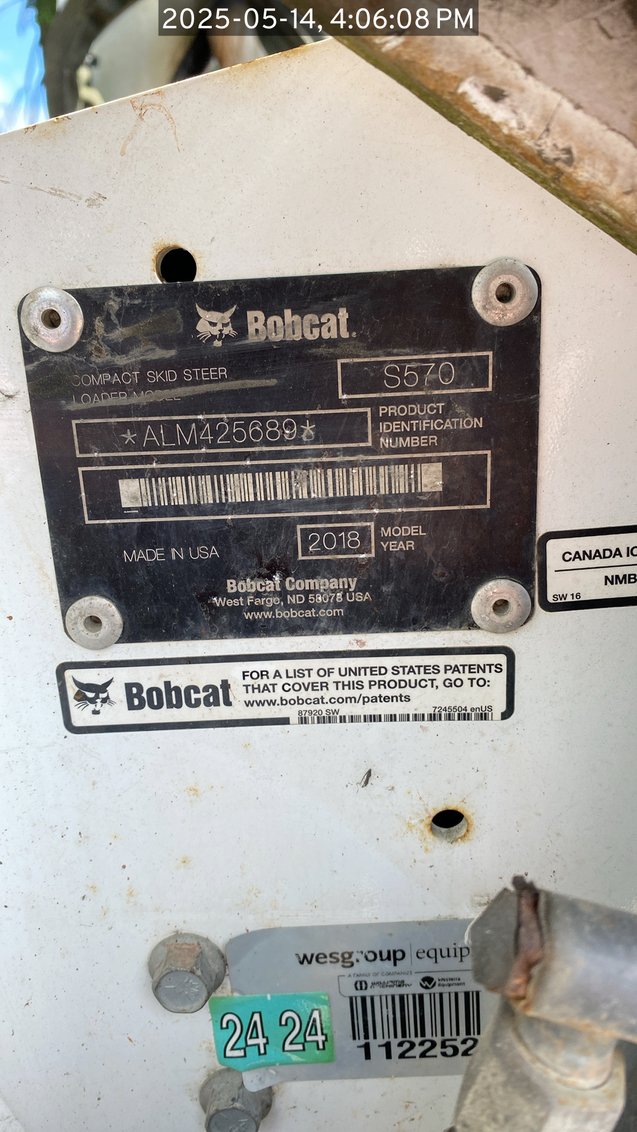 2025-05-14, 4:06:08 PM
Bobcat.
COMPACT SKID STEER
LOADER MODEL
S570
*ALM425689*
PRODUCT
IDENTIFICATION
NUMBER
MADE IN USA
2018
MODEL
YEAR
Bobcat Company
West Fargo, ND 58078 USA
www.bobcat.com
CANADA IC
NMB
SW 16
Bobcat
FOR A LIST OF UNITED STATES PATENTS
THAT COVER THIS PRODUCT, GO TO:
www.bobcat.com/patents
87920 SW
7245504 enUS
wesgroup equip
A FAMILY OF COMPANIES
24 24
112252